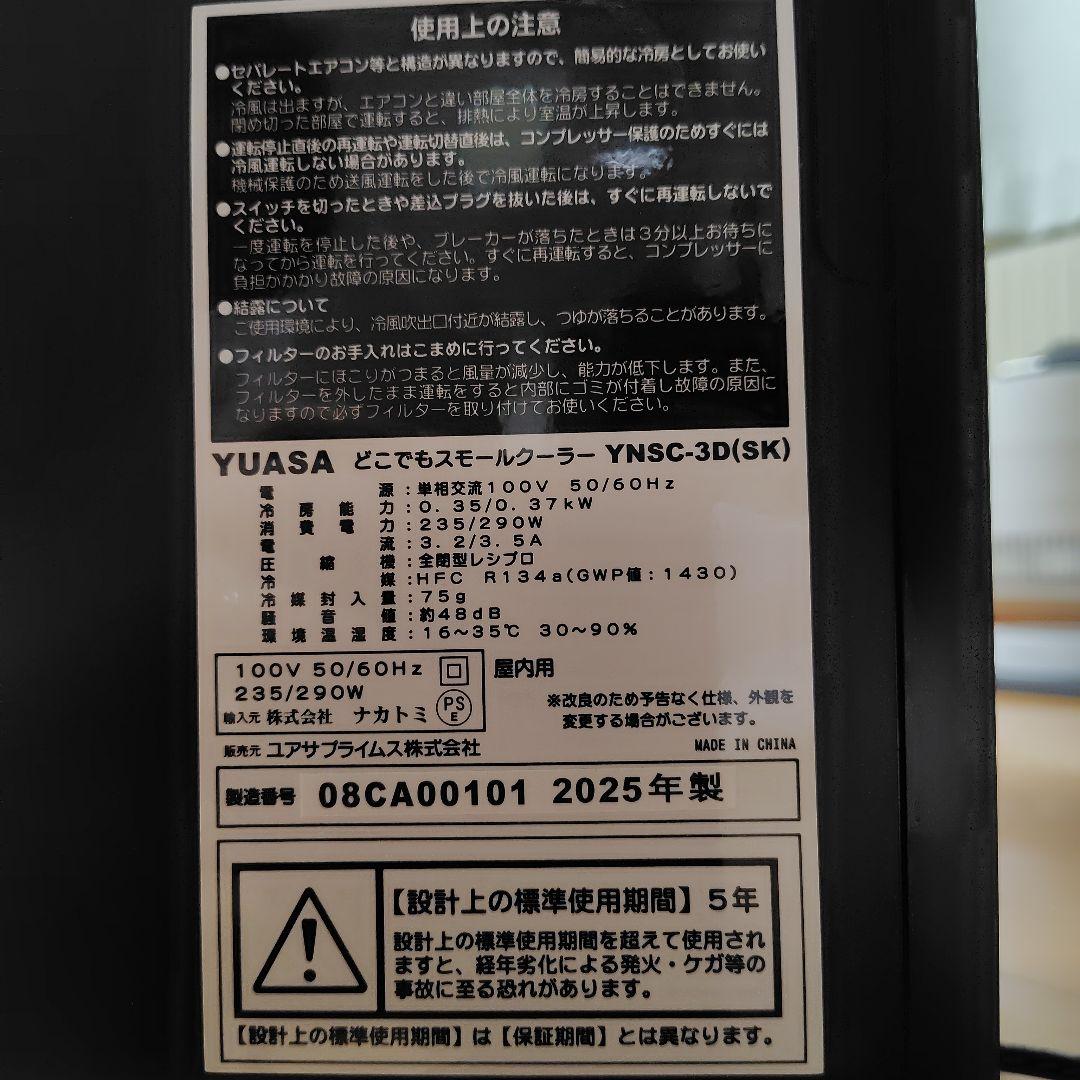 使用上の注意
●セパレートエアコン等と構造が異なりますので、簡易的な冷房としてお使い
ください。
冷風は出ますが、エアコンと違い部屋全体を冷房することはできません。
閉め切った部屋で運転すると、排熱により室温が上昇します。
●運転停止直後の再運転や運転切替直後は、コンプレッサー保護のためすぐには
冷風運転しない場合があります。
機械保護のため送風運転をした後で冷風運転になります。
●スイッチを切ったときや差込プラグを抜いた後は、すぐに再運転しないで
ください。
一度運転を停止した後や、ブレーカーが落ちたときは3分以上お待ちに
なってから運転を行ってください。すぐに再運転すると、コンプレッサーに
負担がかかり故障の原因になります。
●結露について
ご使用環境により、冷風吹出口付近が結露し、つゆが落ちることがあります。
●フィルターのお手入れはこまめに行ってください。
フィルターにほこりがつまると風量が減少し、能力が低下します。また、
フィルターを外したまま運転をすると内部にゴミが付着し故障の原因に
なりますので必ずフィルターを取り付けてお使いください。
YUASA どこでもスモールクーラー YNSC-3D(SK)
電源:単相交流100V 50/60Hz
冷房能力:0.35/0.37kW
消費電力:235/290W
電流:3.2/3.5A
圧縮機:全閉型レシプロ
冷媒:HFC R134a(GWP値:1430)
冷媒封入量:75g
騒音値:約48dB
環境温湿度:16~35℃ 30~90%
100V 50/60Hz
235/290W
輸入元 株式会社 ナカトミ
PS
E
屋内用
※改良のため予告なく仕様、外観を
変更する場合がございます。
販売元 ユアサプライムス株式会社
MADE IN CHINA
製造番号 08CA00101 2025年製
【設計上の標準使用期間】5年
設計上の標準使用期間を超えて使用され
ますと、経年劣化による発火・ケガ等の
事故に至る恐れがあります。
【設計上の標準使用期間】は【保証期間】とは異なります。